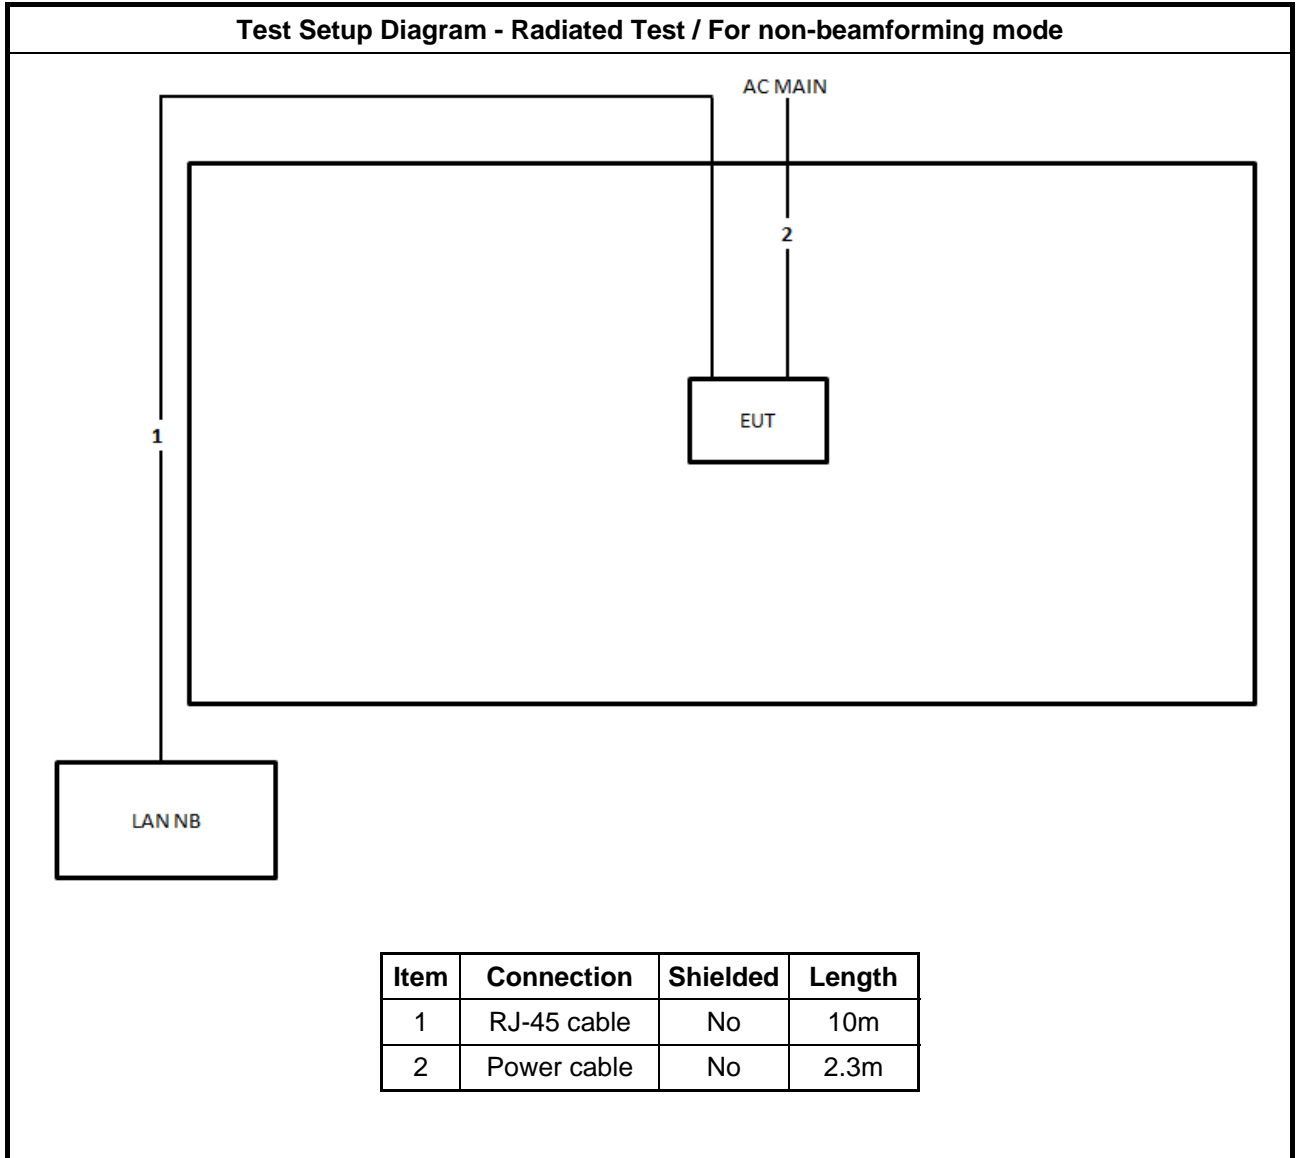 Test Setup Diagram - Radiated Test / For non-beamforming mode
AC MAIN
2
EUT
1
LAN NB
Item Connection Shielded Length
1 RJ-45 cable No 10m
2 Power cable No 2.3m